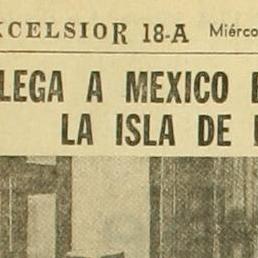 XCELSIOR 18-A Miérco
LEGA A MEXICO
LA ISLA DE